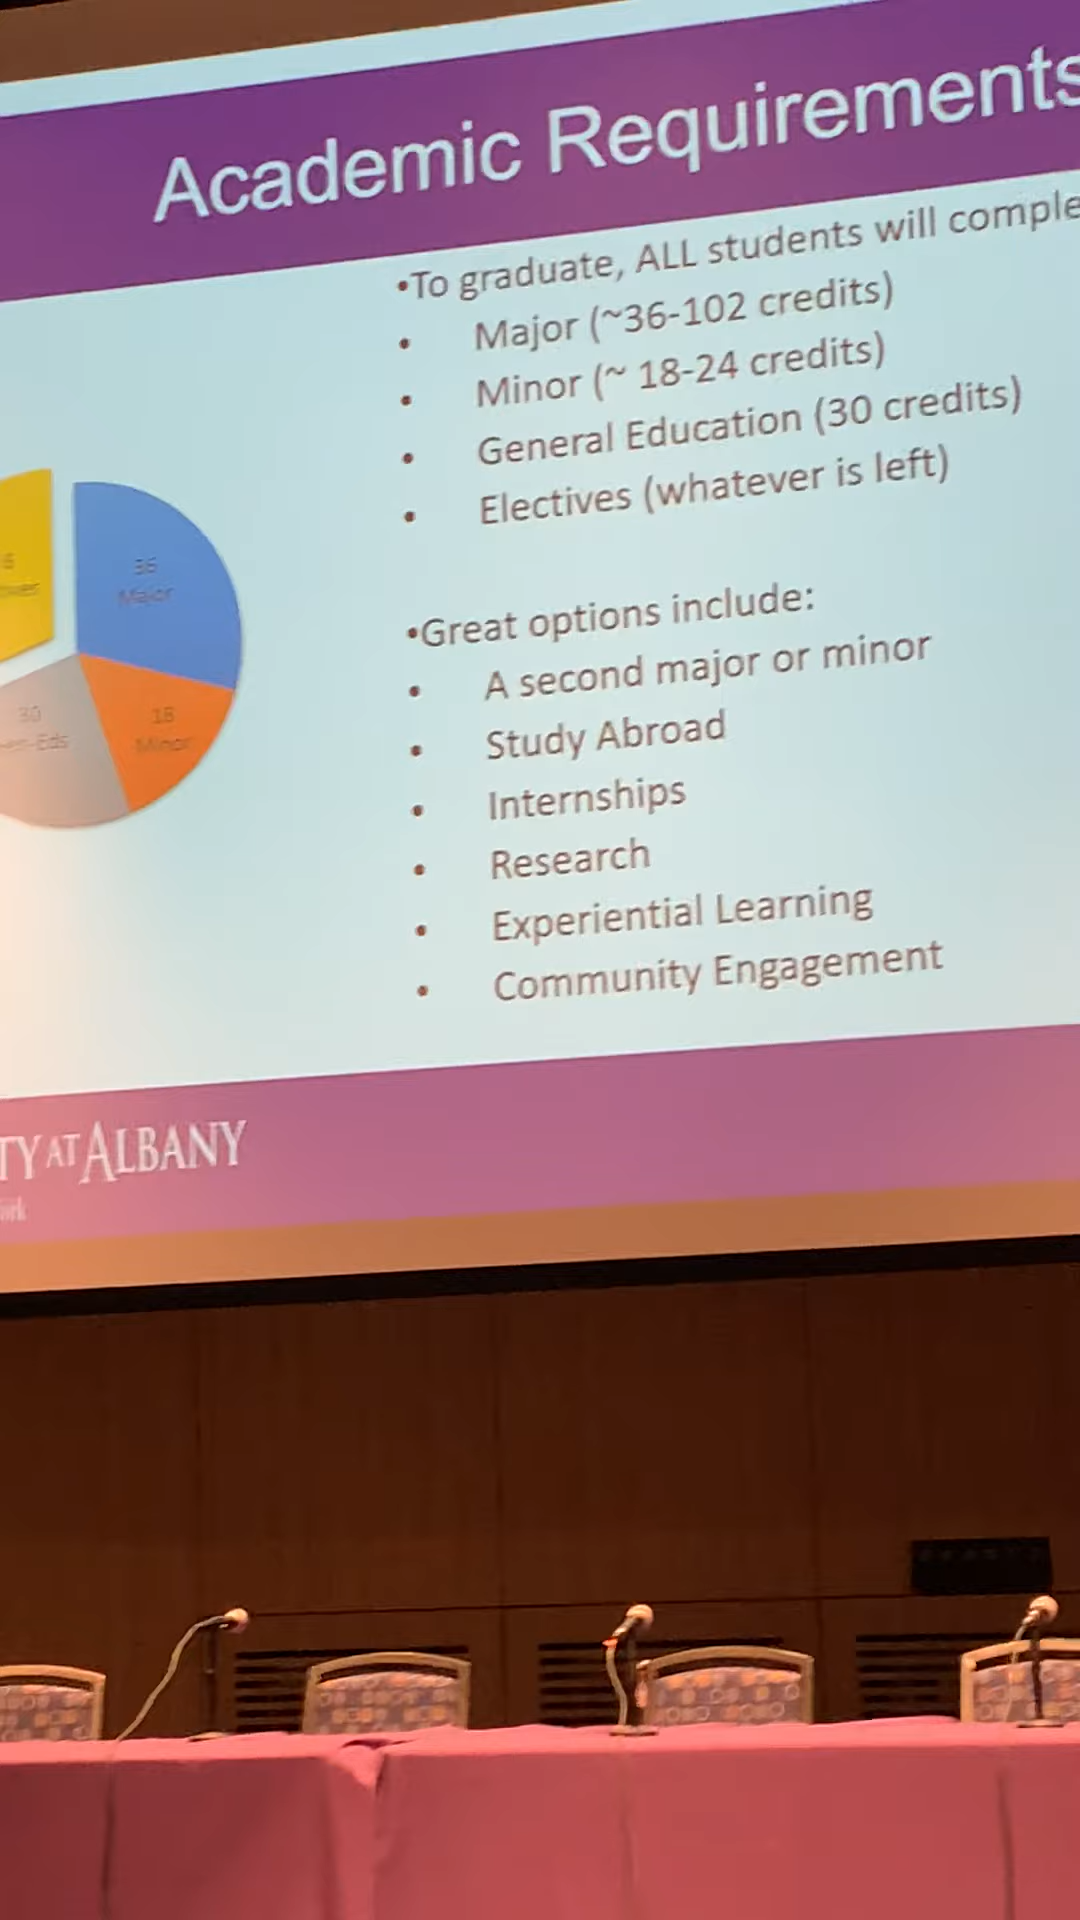 Academic Requirements
•To graduate, ALL students will comple
• Major (~36-102 credits)
• Minor (~ 18-24 credits)
• General Education (30 credits)
• Electives (whatever is left)
•Great options include:
• A second major or minor
• Study Abroad
• Internships
• Research
• Experiential Learning
• Community Engagement
36
Major
18
Minor
30
en-Eds
TY AT ALBANY